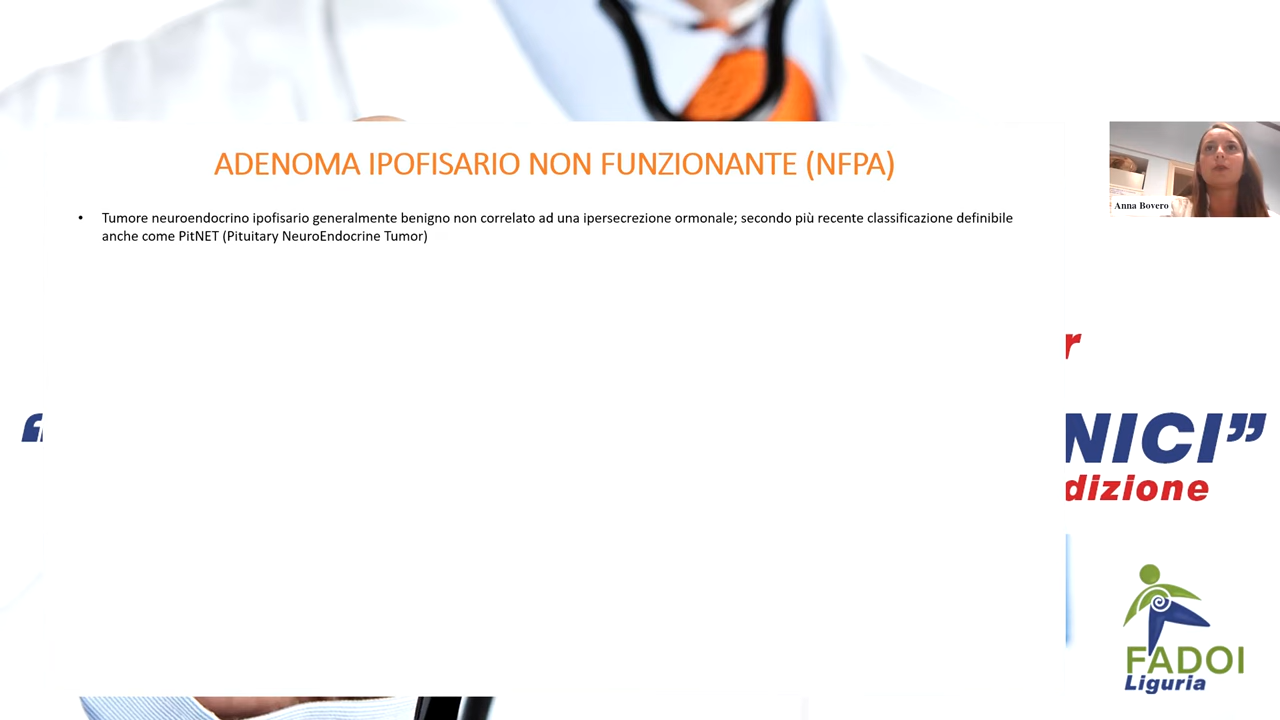 ADENOMA IPOFISARIO NON FUNZIONANTE (NFPA)
• Tumore neuroendocrino ipofisario generalmente benigno non correlato ad una ipersecrezione ormonale; secondo più recente classificazione definibile
anche come PitNET (Pituitary NeuroEndocrine Tumor)
Anna Bovero
r
“
NICI”
dizione
FADOI
Liguria